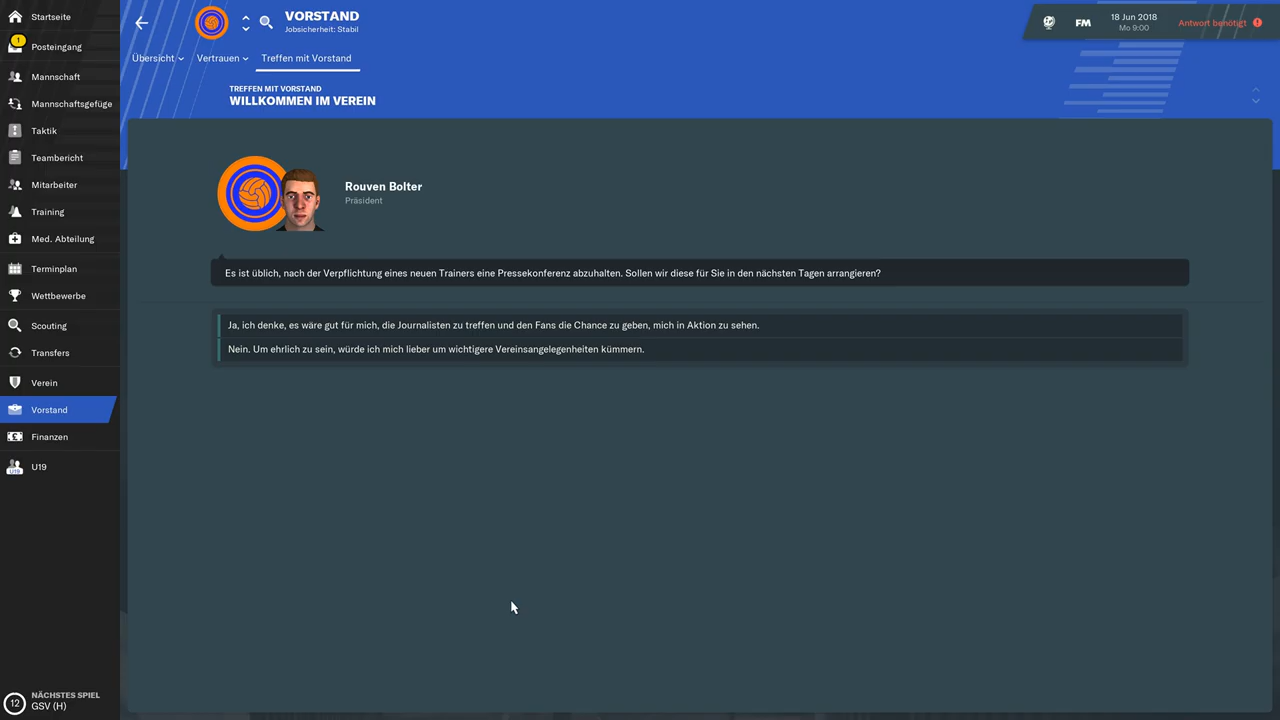 Startseite
1
Posteingang
Mannschaft
Mannschaftsgefüge
Taktik
Teambericht
Mitarbeiter
Training
Med. Abteilung
Terminplan
Wettbewerbe
Scouting
Transfers
Verein
Vorstand
Finanzen
U19
U19
12
NÄCHSTES SPIEL
GSV (H)
VORSTAND
Jobsicherheit: Stabil
FM
18 Jun 2018
Mo 9:00
Antwort benötigt
Übersicht
Vertrauen
Treffen mit Vorstand
TREFFEN MIT VORSTAND
WILLKOMMEN IM VEREIN
Rouven Bolter
Präsident
Es ist üblich, nach der Verpflichtung eines neuen Trainers eine Pressekonferenz abzuhalten. Sollen wir diese für Sie in den nächsten Tagen arrangieren?
Ja, ich denke, es wäre gut für mich, die Journalisten zu treffen und den Fans die Chance zu geben, mich in Aktion zu sehen.
Nein. Um ehrlich zu sein, würde ich mich lieber um wichtigere Vereinsangelegenheiten kümmern.